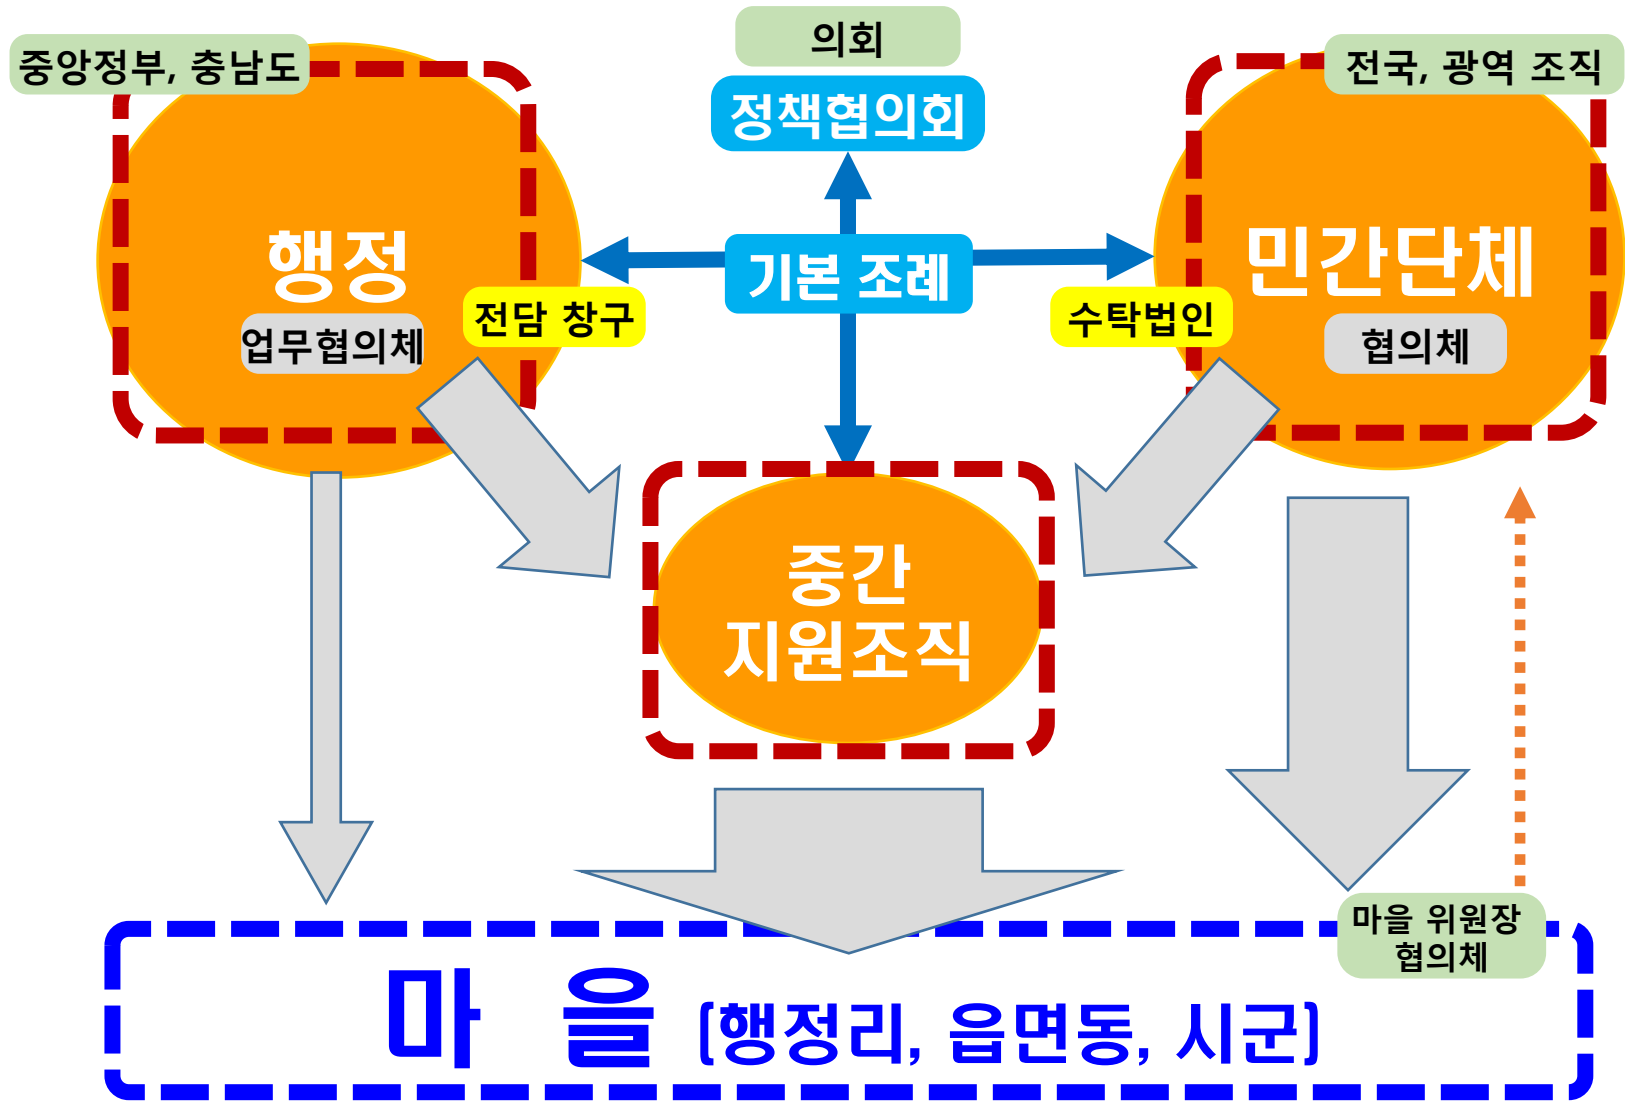 의회
중앙정부, 충남도
전국, 광역 조직
정책협의회
행정
민간단체
기본 조례
전담 창구
수탁법인
업무협의체
협의체
중간
지원조직
마을 위원장
협의체
마 을 (행정리, 읍면동, 시군)